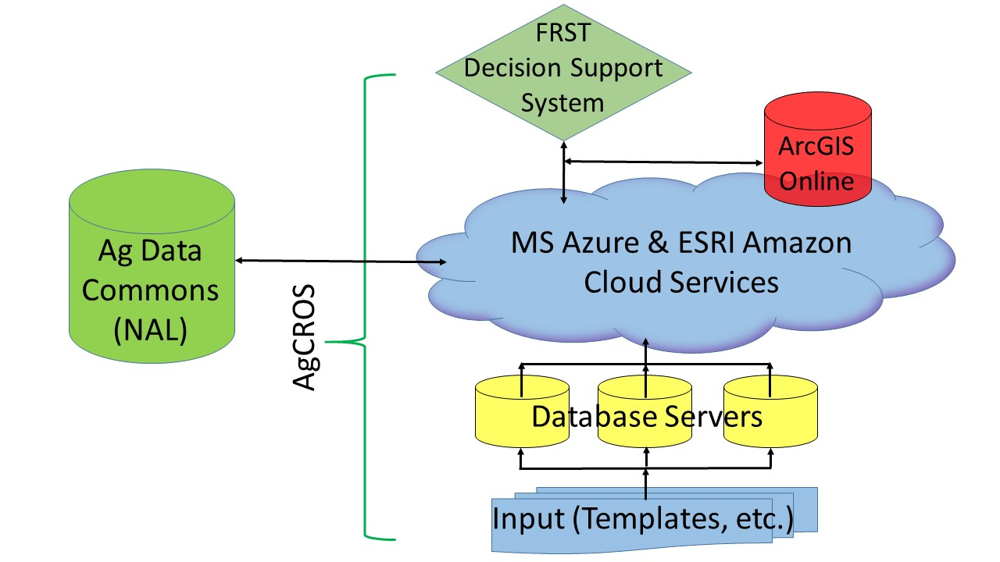 FRST
Decision Support
System
ArcGIS
Online
Ag Data
Commons
(NAL)
AgCROS
MS Azure & ESRI Amazon
Cloud Services
Database Servers
Input (Templates, etc.)